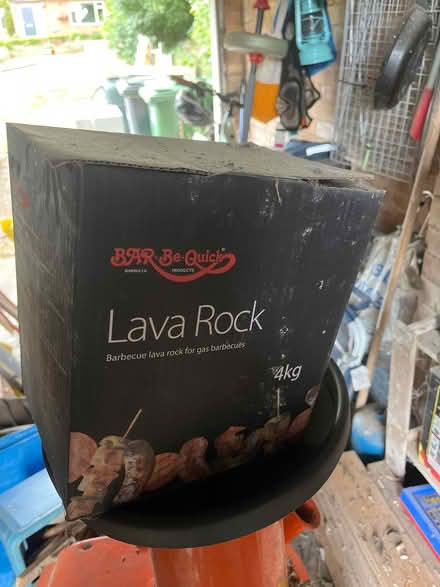 BAR·Be-Quick
BARBECUE PRODUCTS
Lava Rock
Barbecue lava rock for gas barbecues
4kg